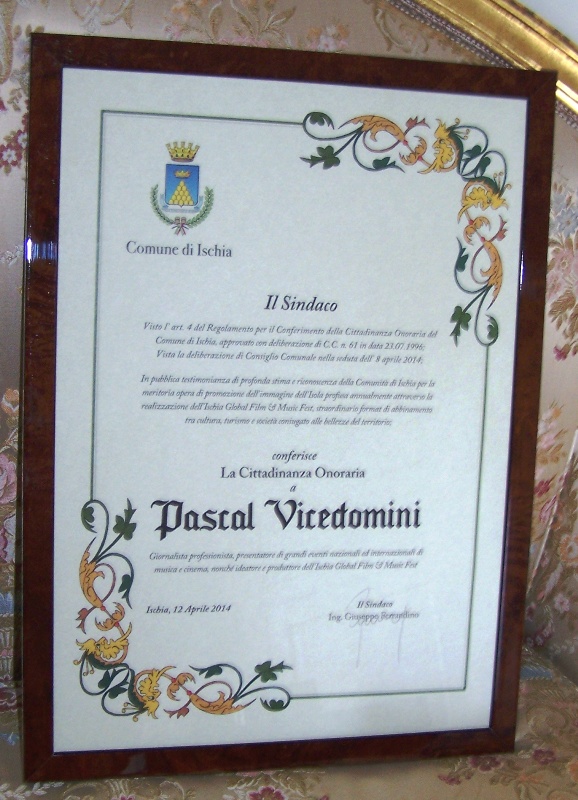 Comune di Ischia
Il Sindaco
Visto l' art. 4 del Regolamento per il Conferimento della Cittadinanza Onoraria del
Comune di Ischia, approvato con deliberazione di C.C. n. 61 in data 23.07.1996;
Vista la deliberazione di Consiglio Comunale nella seduta dell' 8 aprile 2014;
In pubblica testimonianza di profonda stima e riconoscenza della Comunità di Ischia per la
meritoria opera di promozione dell'immagine dell'Isola profusa annualmente attraverso la
realizzazione dell'Ischia Global Film & Music Fest, straordinario format di abbinamento
tra cultura, turismo e società coniugato alle bellezze del territorio;
conferisce
La Cittadinanza Onoraria
a
Pascal Vicedomini
Giornalista professionista, presentatore di grandi eventi nazionali ed internazionali di
musica e cinema, nonché ideatore e produttore dell'Ischia Global Film & Music Fest
Ischia, 12 Aprile 2014
Il Sindaco
Ing. Giuseppe Ferrandino